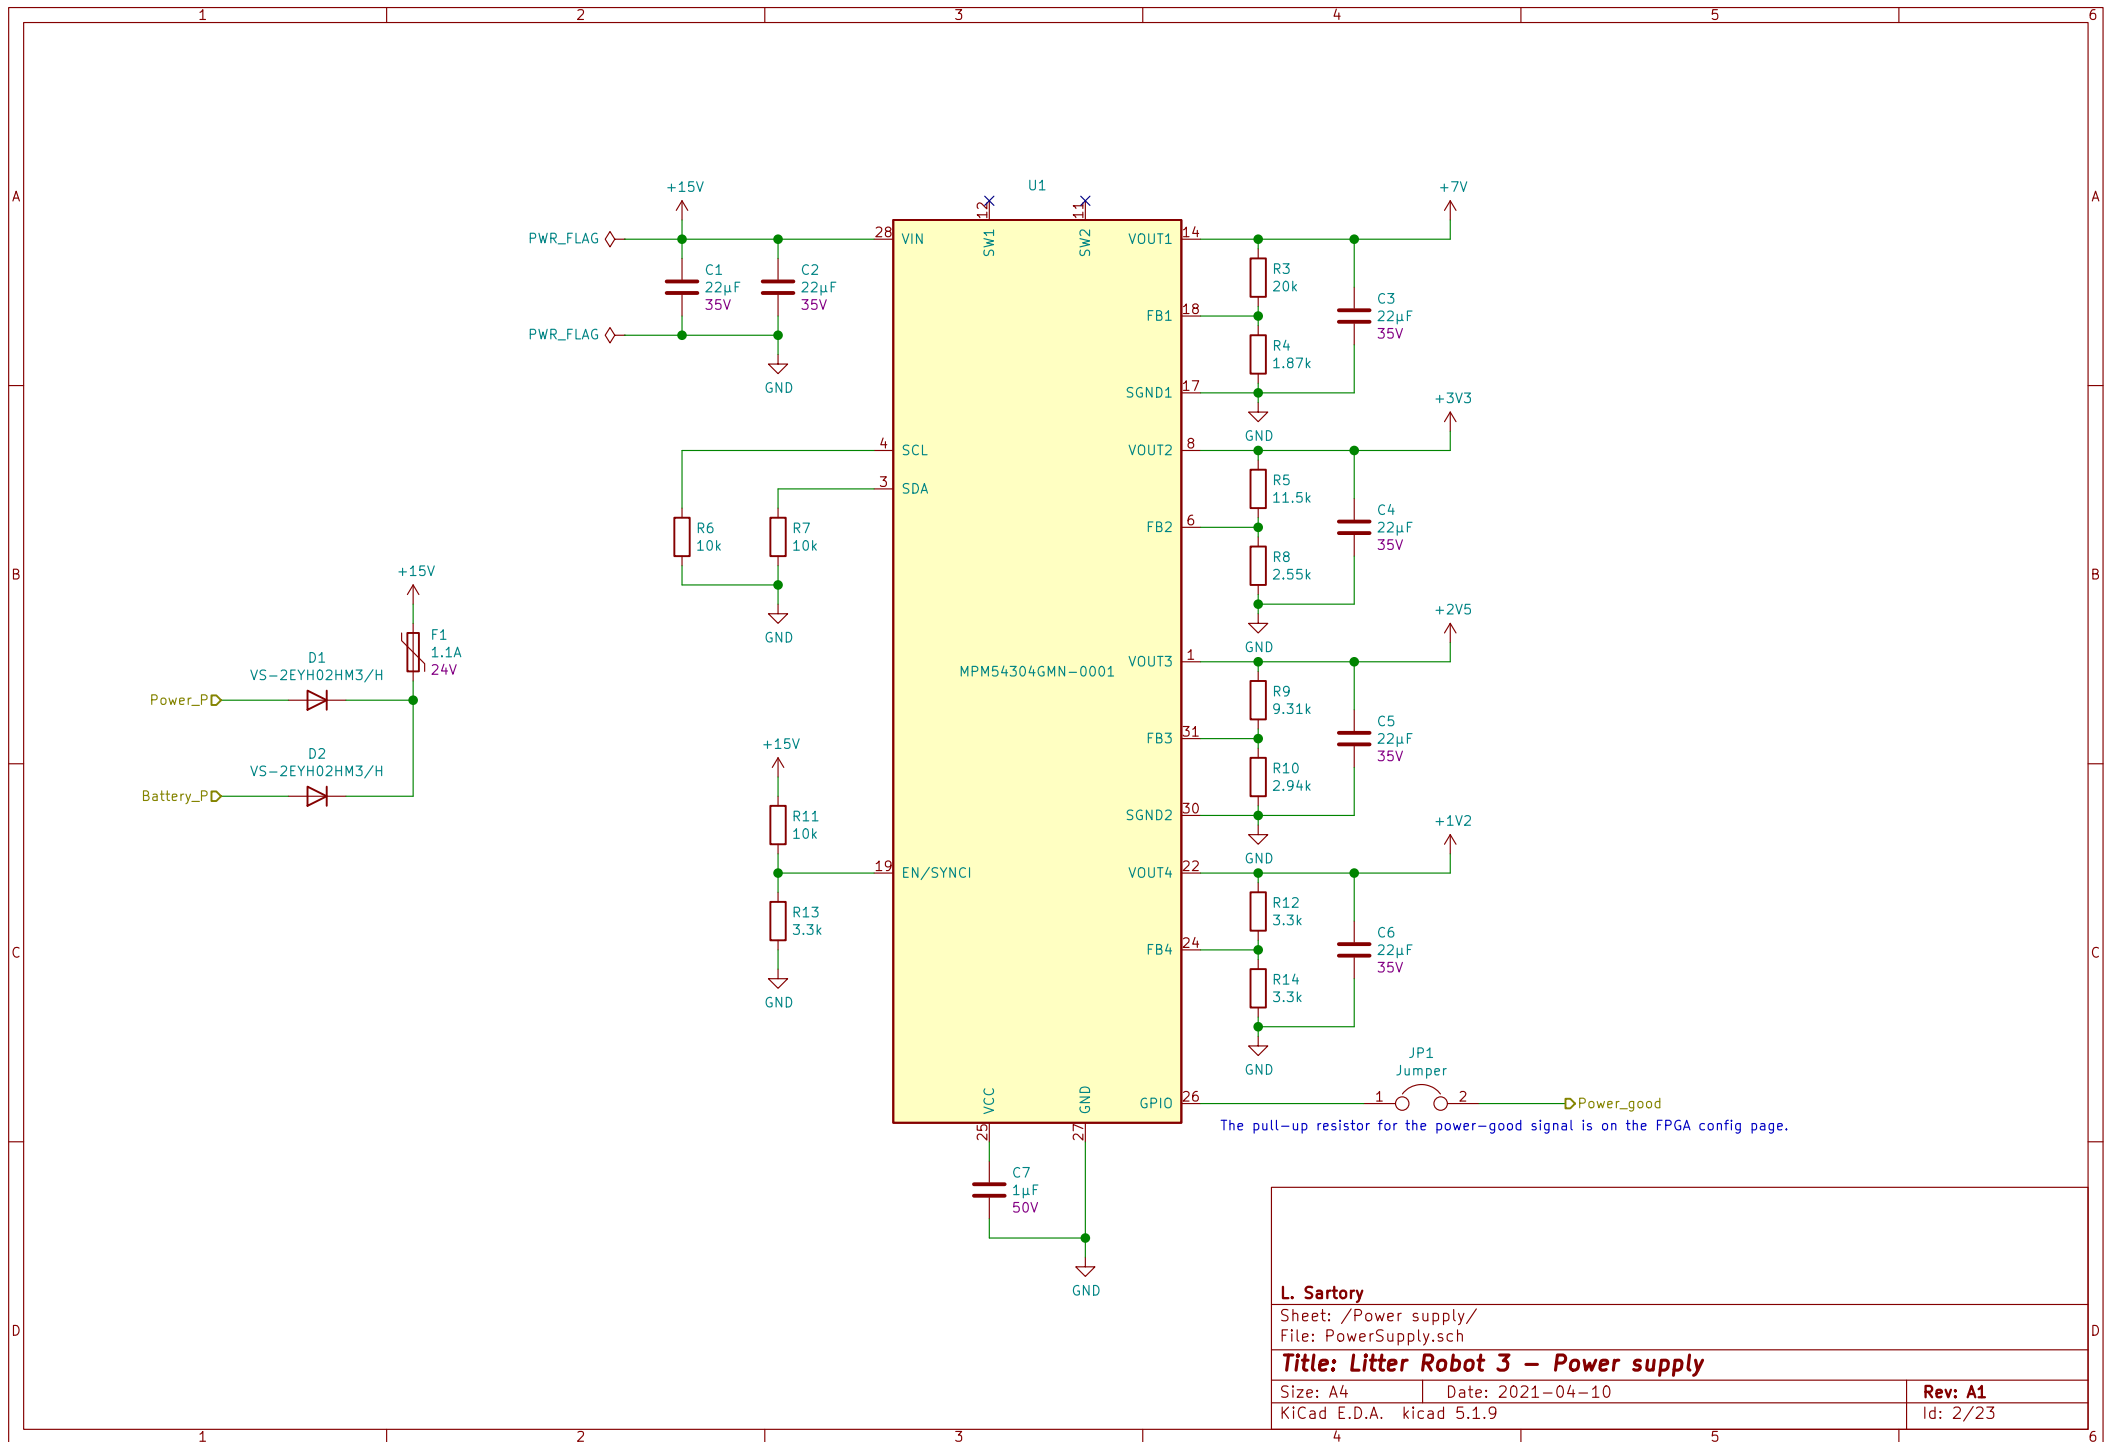 1 2 3 4 5 6
A
B
C
D
A
B
C
D
Power_P
D1
VS-2EYH02HM3/H
Battery_P
D2
VS-2EYH02HM3/H
+15V
F1
1.1A
24V
+15V
PWR_FLAG
PWR_FLAG
C1
22µF
35V
C2
22µF
35V
GND
R6
10k
R7
10k
GND
+15V
R11
10k
R13
3.3k
GND
U1
MPM54304GMN-0001
12
SW1
11
SW2
28 VIN
4 SCL
3 SDA
19 EN/SYNCI
VOUT1 14
FB1 18
SGND1 17
VOUT2 8
FB2 6
VOUT3 1
FB3 31
SGND2 30
VOUT4 22
FB4 24
GPIO 26
VCC
25
GND
27
C7
1µF
50V
GND
+7V
R3
20k
R4
1.87k
C3
22µF
35V
GND
+3V3
R5
11.5k
R8
2.55k
C4
22µF
35V
GND
+2V5
R9
9.31k
R10
2.94k
C5
22µF
35V
GND
+1V2
R12
3.3k
R14
3.3k
C6
22µF
35V
GND
JP1
Jumper
1 2
Power_good
The pull-up resistor for the power-good signal is on the FPGA config page.
L. Sartory
Sheet: /Power supply/
File: PowerSupply.sch
Title: Litter Robot 3 – Power supply
Size: A4 Date: 2021-04-10 Rev: A1
KiCad E.D.A. kicad 5.1.9 Id: 2/23
1 2 3 4 5 6